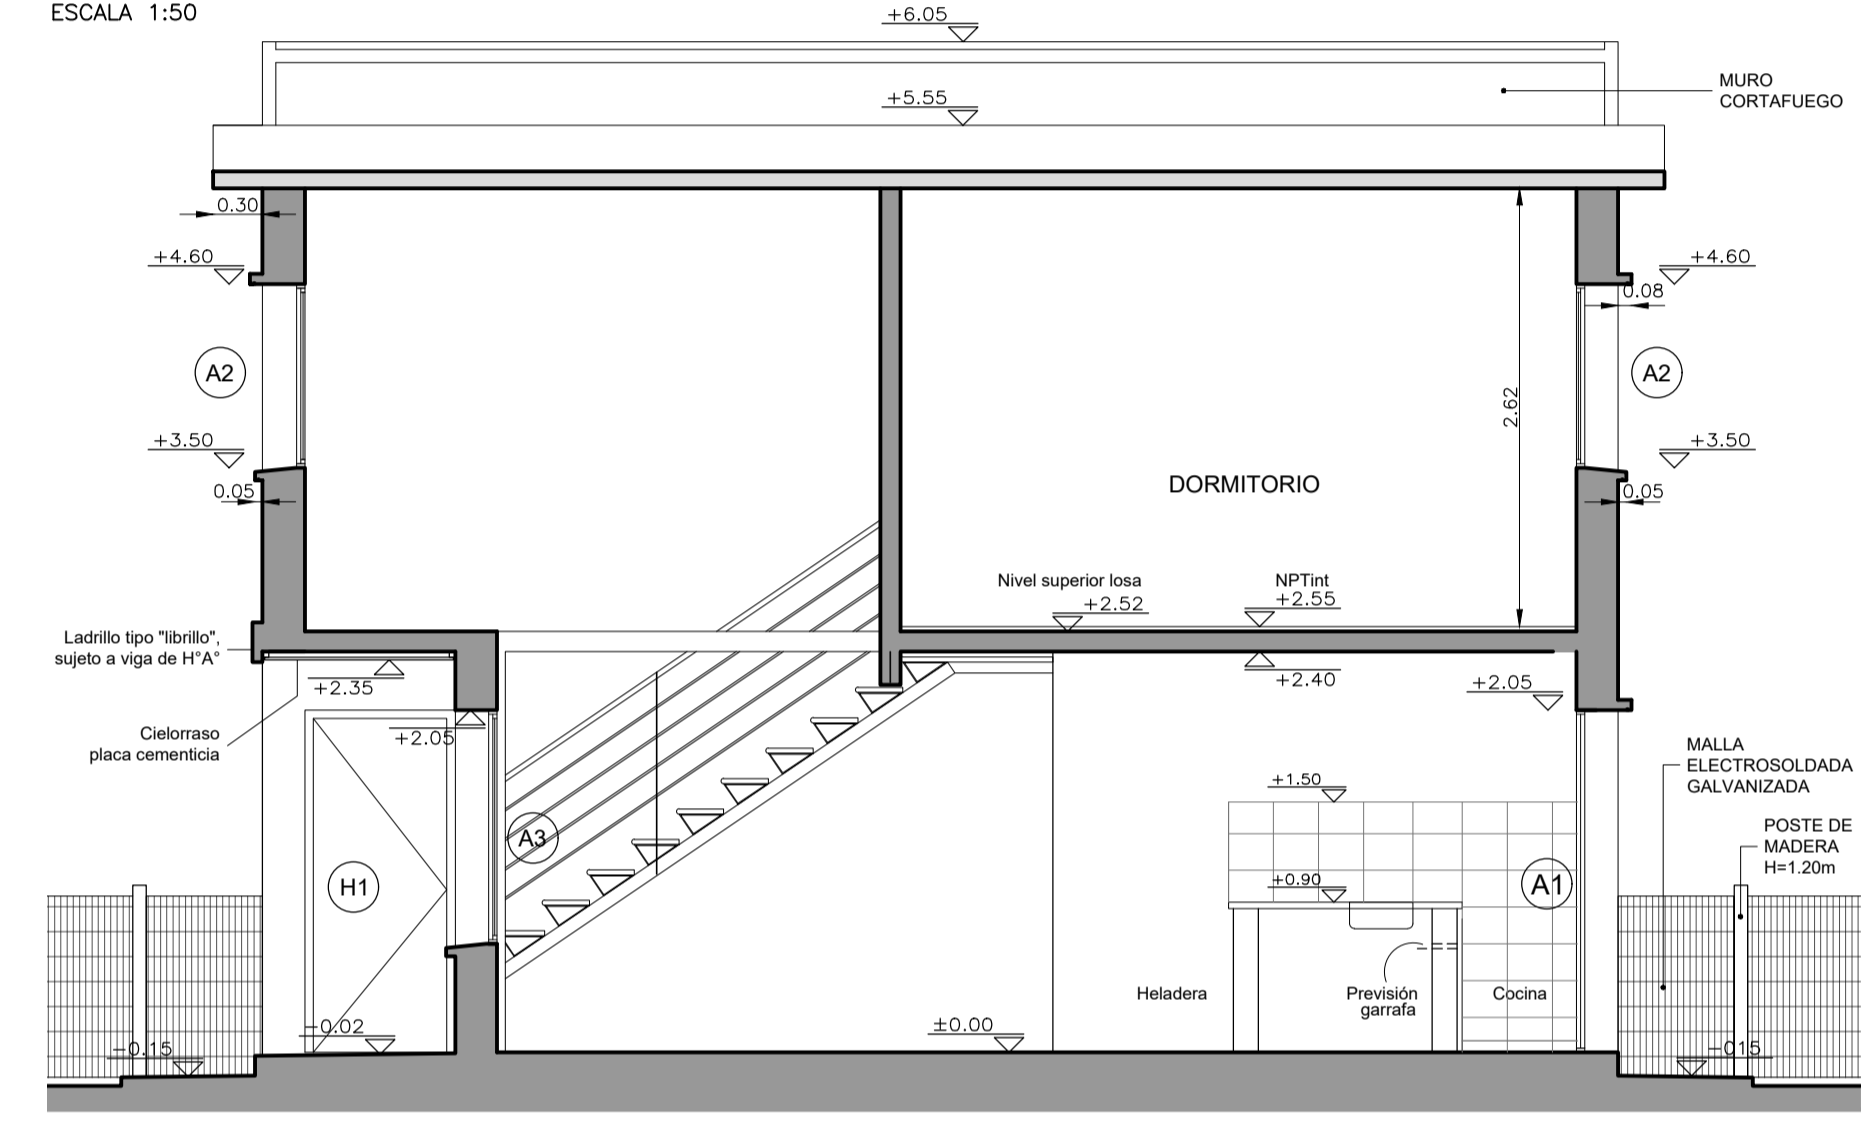 ESCALA 1:50
+6.05
MURO
CORTAFUEGO
+5.55
0.30
+4.60
+4.60
0.08
A2
A2
2.62
+3.50
+3.50
DORMITORIO
0.05
0.05
Nivel superior losa
NPTint
+2.52
+2.55
Ladrillo tipo "librillo",
sujeto a viga de H°A°
+2.35
+2.40
+2.05
Cielorraso
placa cementicia
+2.05
MALLA
ELECTROSOLDADA
GALVANIZADA
+1.50
POSTE DE
MADERA
H=1.20m
A3
H1
+0.90
A1
Heladera
Previsión
garrafa
Cocina
-0.02
±0.00
-0.15
-015